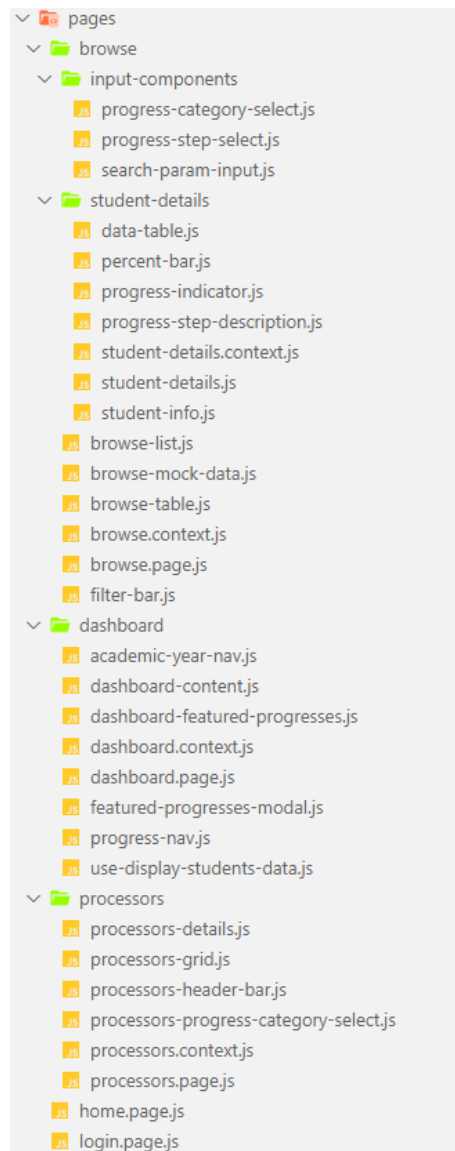 pages
browse
input-components
progress-category-select.js
progress-step-select.js
search-param-input.js
student-details
data-table.js
percent-bar.js
progress-indicator.js
progress-step-description.js
student-details.context.js
student-details.js
student-info.js
browse-list.js
browse-mock-data.js
browse-table.js
browse.context.js
browse.page.js
filter-bar.js
dashboard
academic-year-nav.js
dashboard-content.js
dashboard-featured-progresses.js
dashboard.context.js
dashboard.page.js
featured-progresses-modal.js
progress-nav.js
use-display-students-data.js
processors
processors-details.js
processors-grid.js
processors-header-bar.js
processors-progress-category-select.js
processors.context.js
processors.page.js
home.page.js
login.page.js